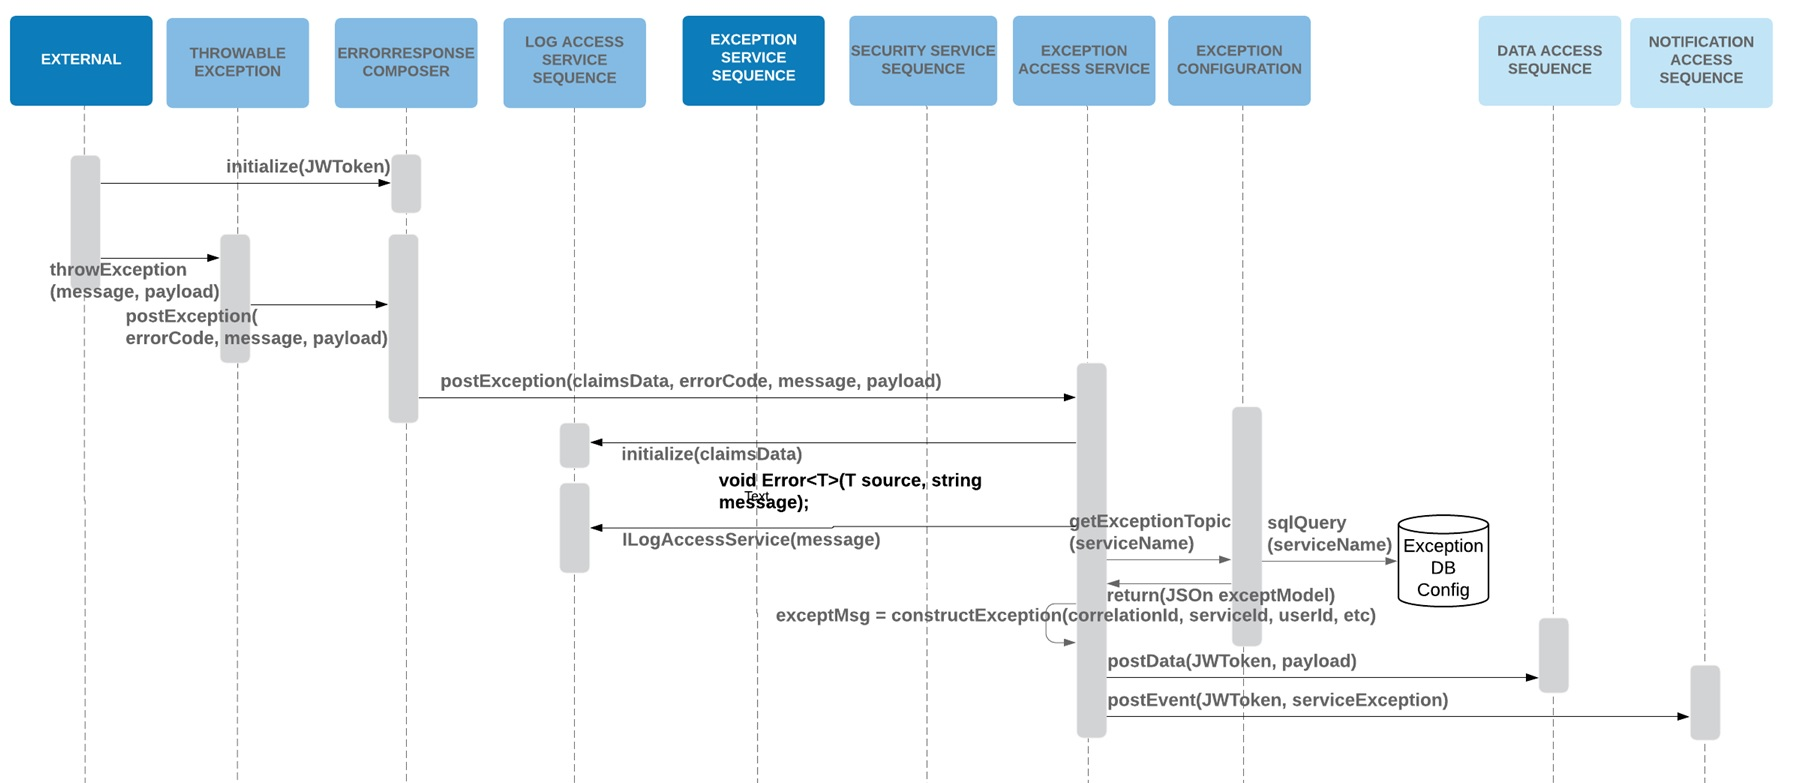 EXTERNAL
THROWABLE
EXCEPTION
ERRORRESPONSE
COMPOSER
LOG ACCESS
SERVICE
SEQUENCE
EXCEPTION
SERVICE
SEQUENCE
SECURITY SERVICE
SEQUENCE
EXCEPTION
ACCESS SERVICE
EXCEPTION
CONFIGURATION
DATA ACCESS
SEQUENCE
NOTIFICATION
ACCESS
SEQUENCE
initialize(JWToken)
throwException
(message, payload)
postException(
errorCode, message, payload)
postException(claimsData, errorCode, message, payload)
initialize(claimsData)
void Error<T>(T source, string
message);
Text
ILogAccessService(message)
getExceptionTopic
(serviceName)
sqlQuery
(serviceName)
Exception
DB
Config
return(JSOn exceptModel)
exceptMsg = constructException(correlationId, serviceId, userId, etc)
postData(JWToken, payload)
postEvent(JWToken, serviceException)